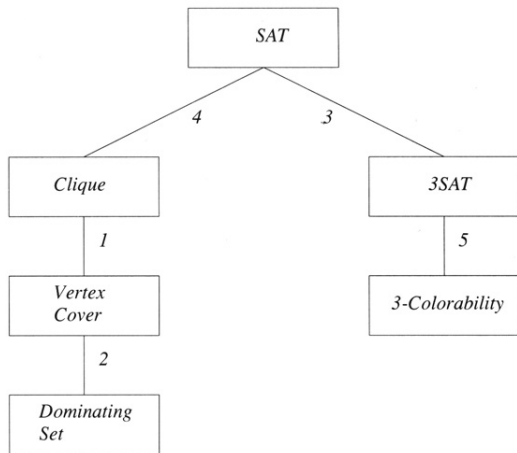 SAT
4
3
Clique
3SAT
1
5
Vertex
Cover
3-Colorability
2
Dominating
Set